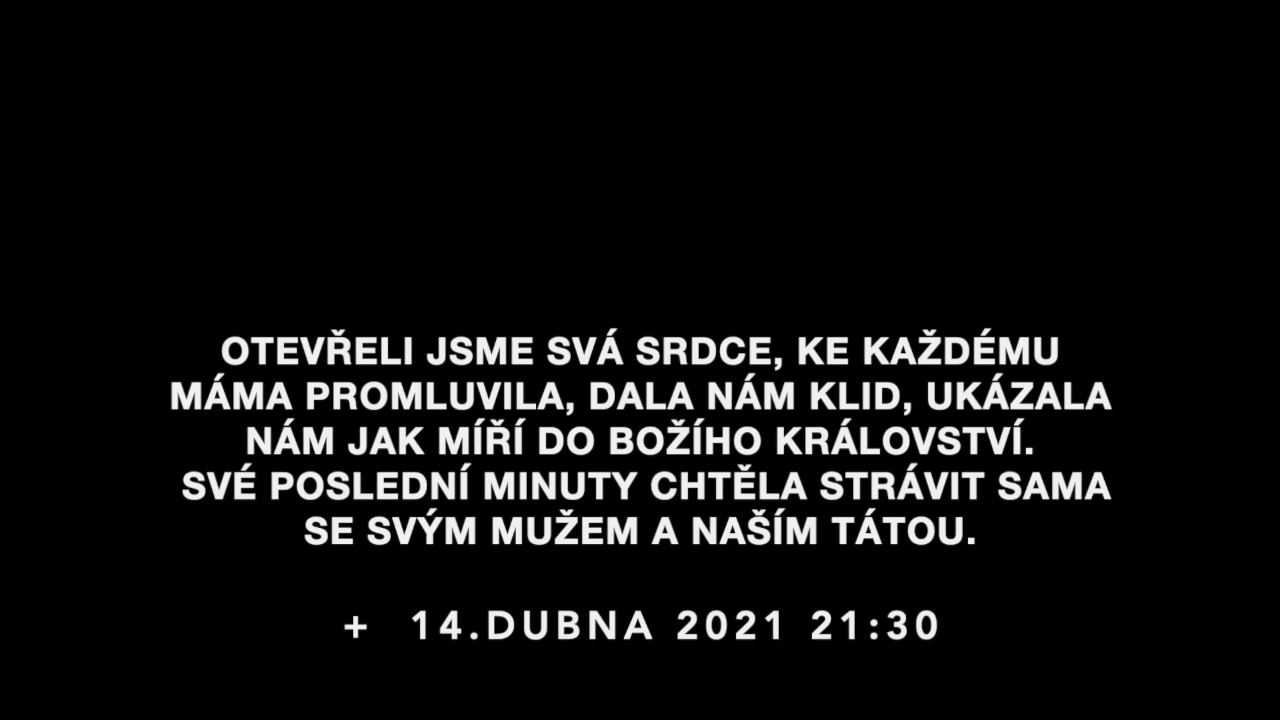 OTEVŘELI JSME SVÁ SRDCE, KE KAŽDÉMU
MÁMA PROMLUVILA, DALA NÁM KLID, UKÁZALA
NÁM JAK MÍŘÍ DO BOŽÍHO KRÁLOVSTVÍ.
SVÉ POSLEDNÍ MINUTY CHTĚLA STRÁVIT SAMA
SE SVÝM MUŽEM A NAŠÍM TÁTOU.
+ 14.DUBNA 2021 21:30